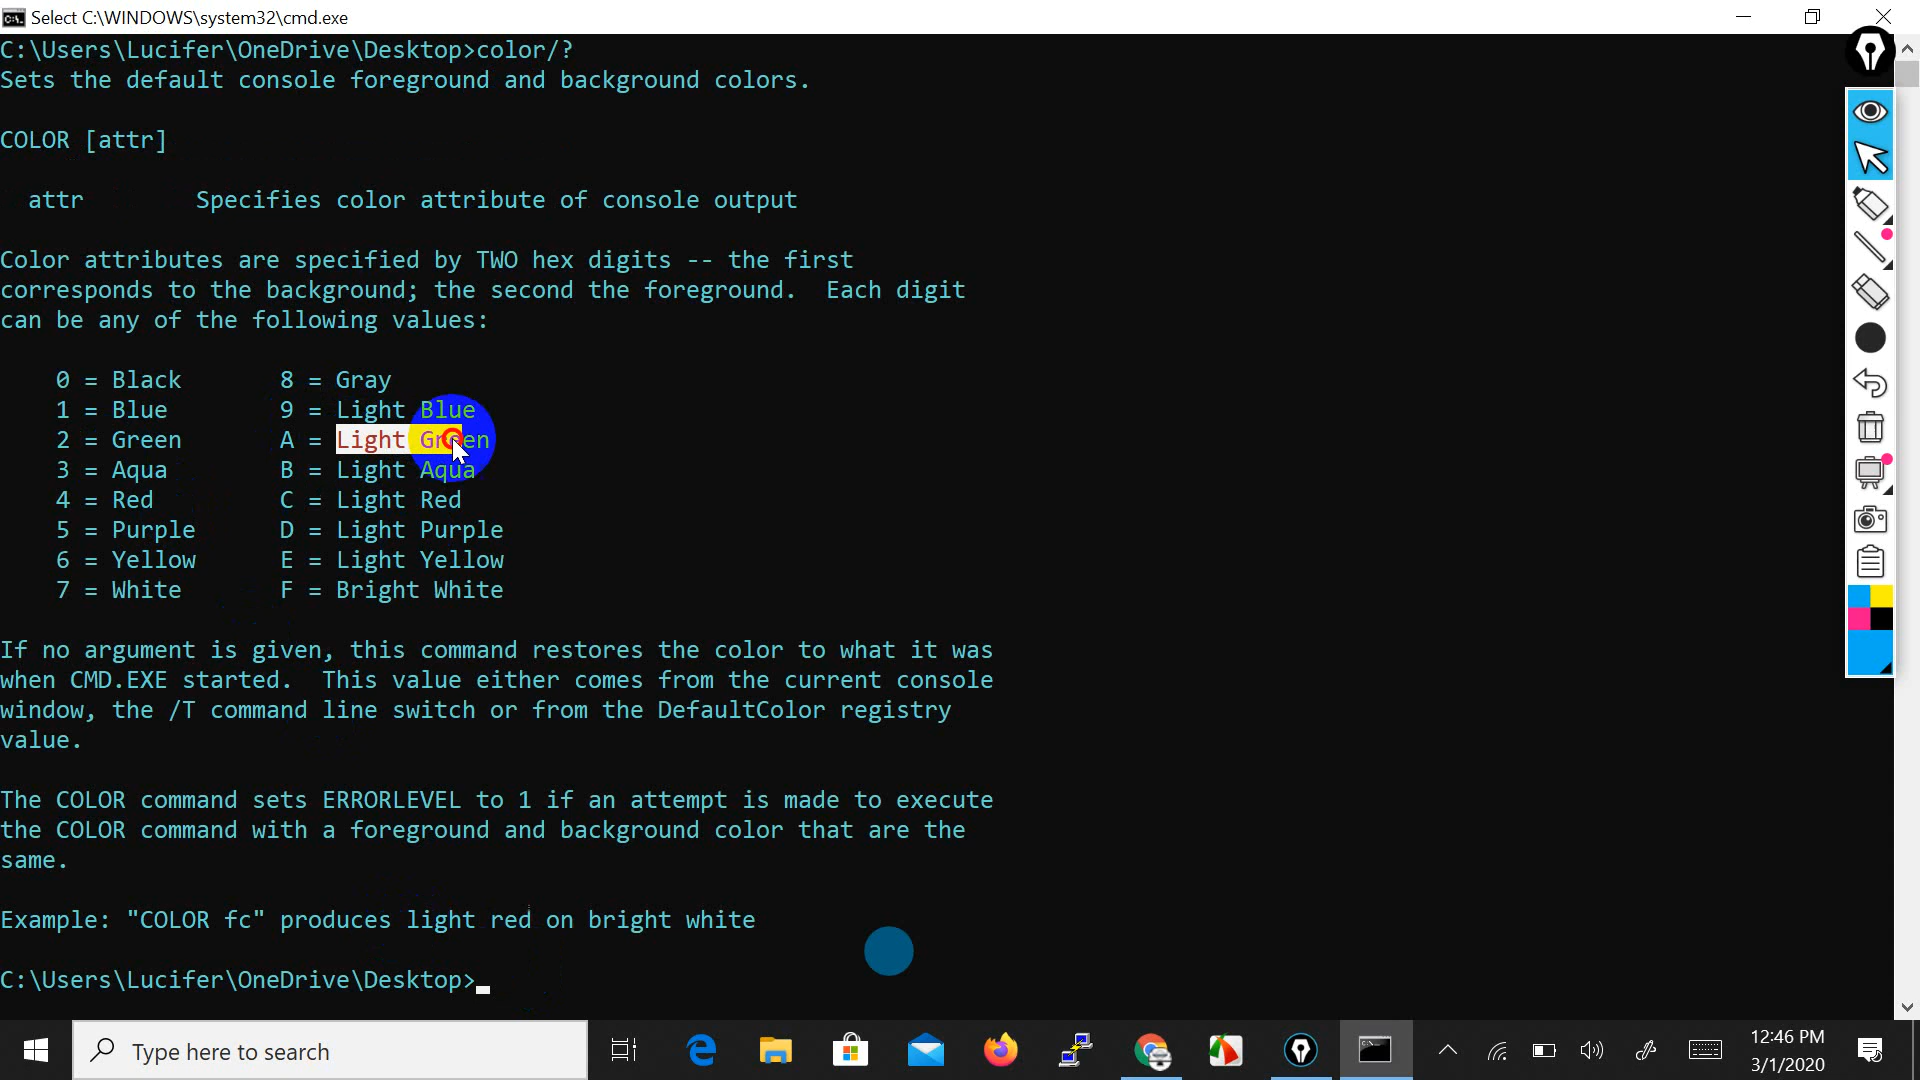 Select C:\WINDOWS\system32\cmd.exe
C:\Users\Lucifer\OneDrive\Desktop>color/?
Sets the default console foreground and background colors.
COLOR [attr]
attr Specifies color attribute of console output
Color attributes are specified by TWO hex digits -- the first
corresponds to the background; the second the foreground. Each digit
can be any of the following values:
0 = Black 8 = Gray
1 = Blue 9 = Light Blue
2 = Green A = Light Green
3 = Aqua B = Light Aqua
4 = Red C = Light Red
5 = Purple D = Light Purple
6 = Yellow E = Light Yellow
7 = White F = Bright White
If no argument is given, this command restores the color to what it was
when CMD.EXE started. This value either comes from the current console
window, the /T command line switch or from the DefaultColor registry
value.
The COLOR command sets ERRORLEVEL to 1 if an attempt is made to execute
the COLOR command with a foreground and background color that are the
same.
Example: "COLOR fc" produces light red on bright white
C:\Users\Lucifer\OneDrive\Desktop>_
Type here to search
12:46 PM
3/1/2020